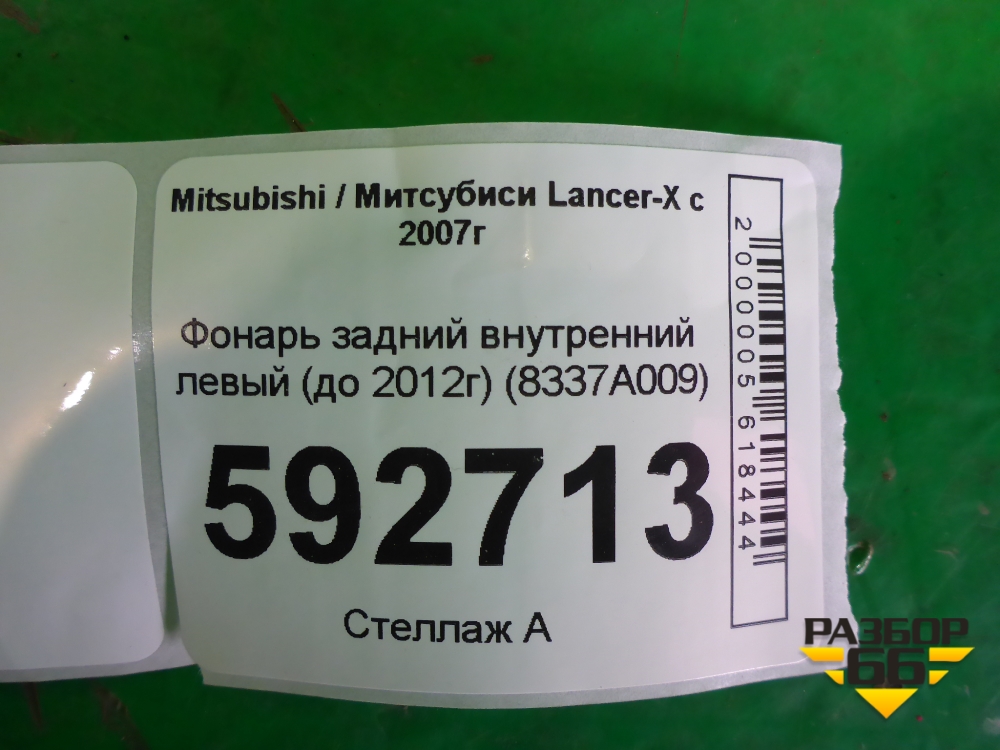 Mitsubishi / Митсубиси Lancer-X с
2007г
Фонарь задний внутренний
левый (до 2012г) (8337A009)
592713
Стеллаж А
2000005618444
РАЗБОР
66